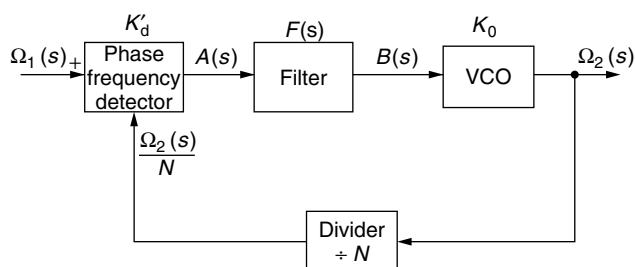 K′d F(s) K0
Ω1(s) + Phase frequency detector A(s) Filter B(s) VCO Ω2(s)
Ω2(s)
N
Divider
÷ N